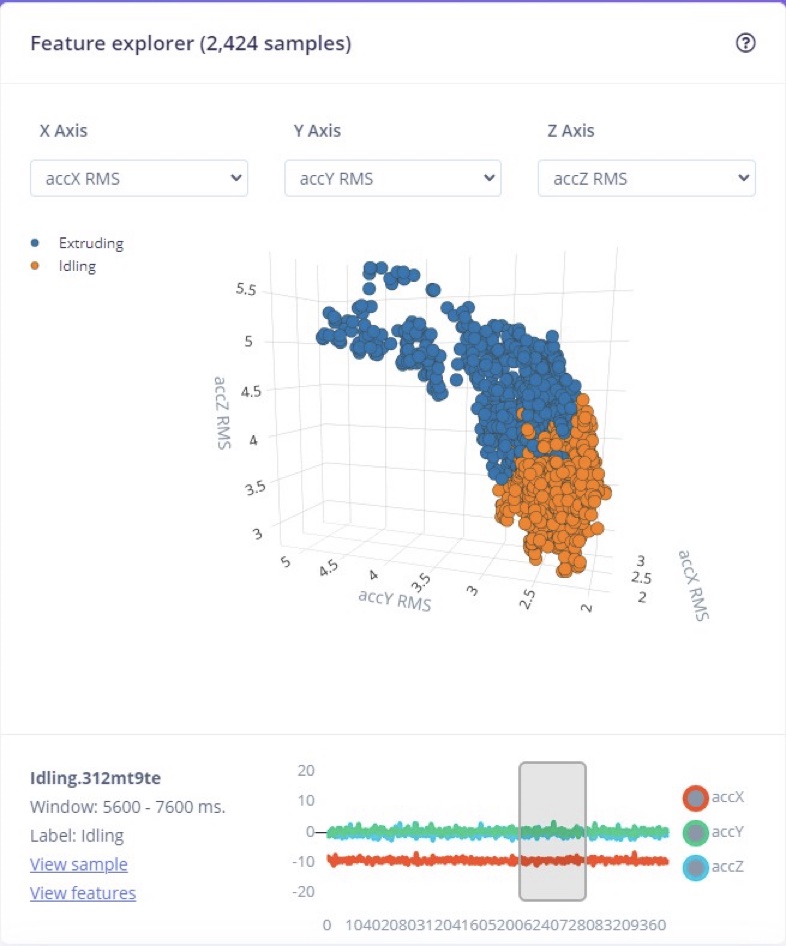 Feature explorer (2,424 samples)
X Axis
Y Axis
Z Axis
accX RMS
accY RMS
accZ RMS
Extruding
Idling
5.5
5
4.5
4
3.5
3
accZ RMS
5
4.5
4
3.5
3
2.5
2
accY RMS
3
2.5
2
accX RMS
Idling.312mt9te
Window: 5600 - 7600 ms.
Label: Idling
View sample
View features
20
10
0
-10
-20
0 1040208031204160520062407280832093​60
accX
accY
accZ